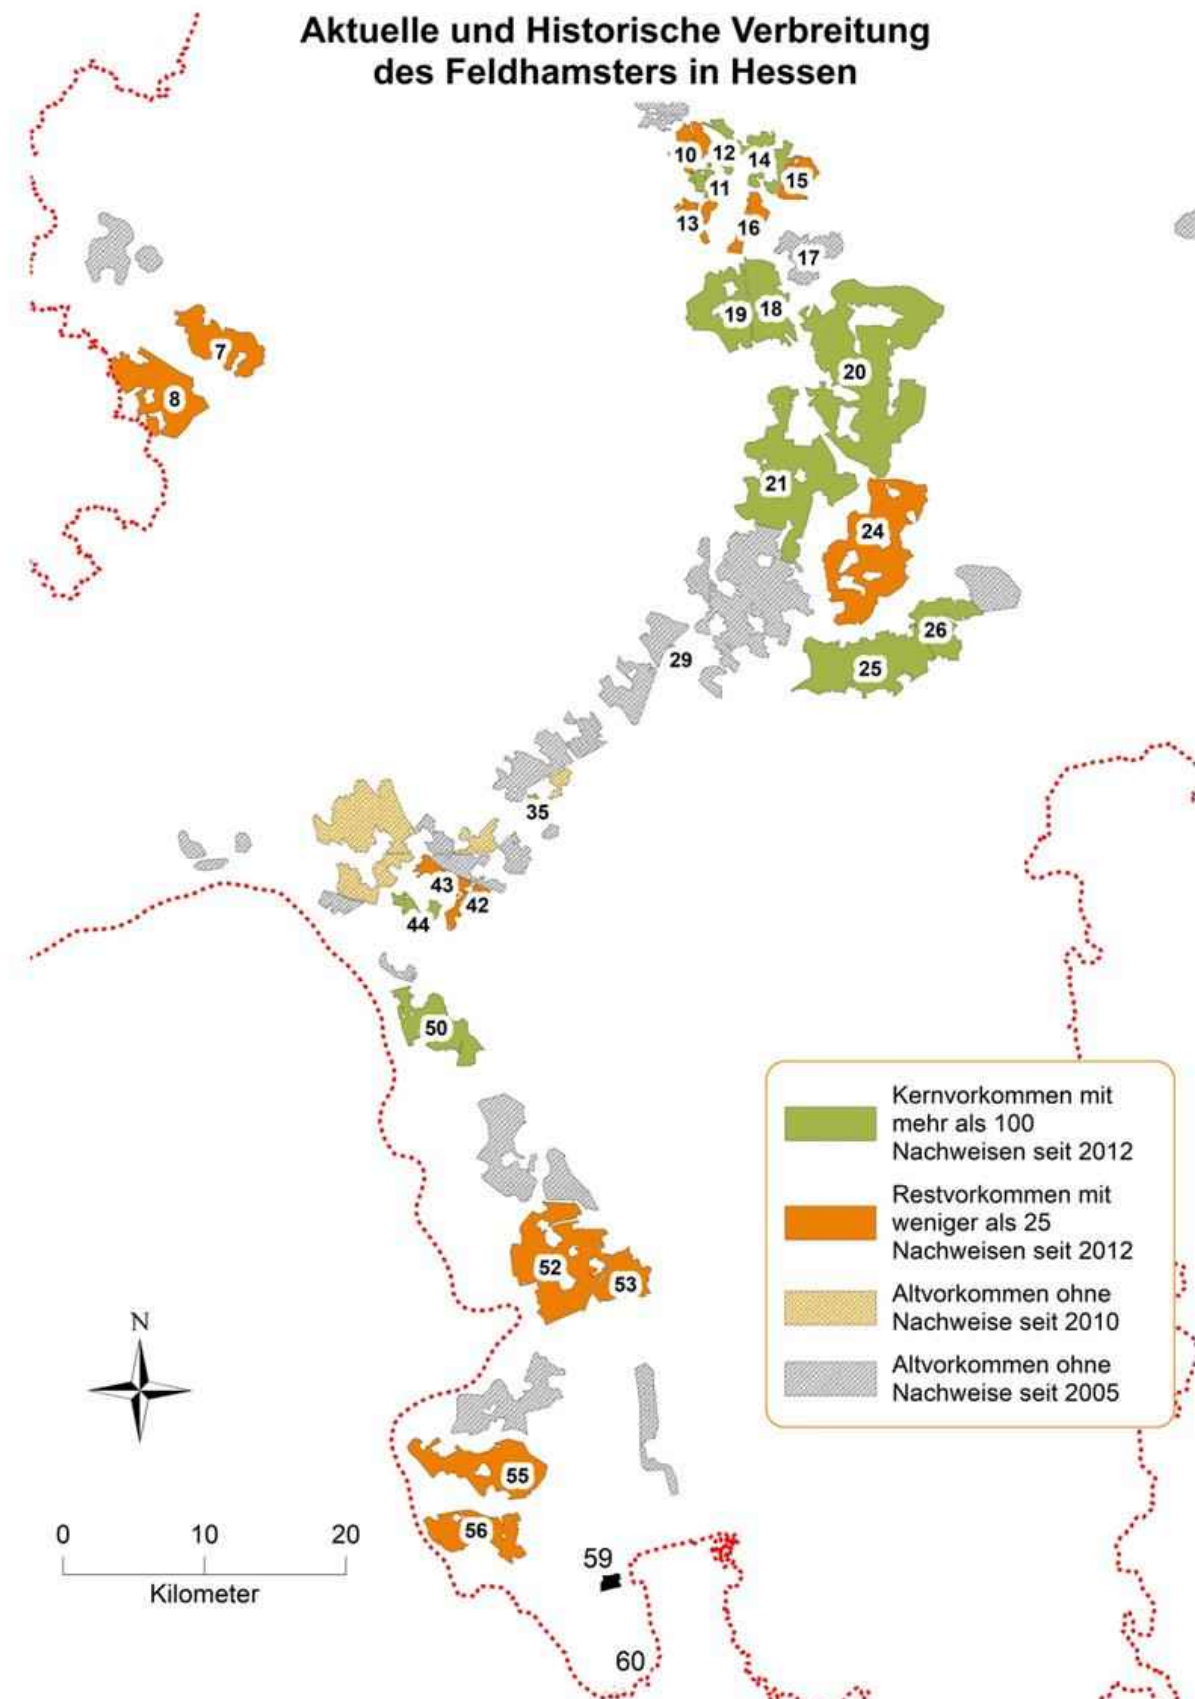 Aktuelle und Historische Verbreitung
des Feldhamsters in Hessen
10
12
14
15
11
13
16
17
19
18
7
20
8
21
24
26
29
25
35
43
42
44
50
Kernvorkommen mit
mehr als 100
Nachweisen seit 2012
Restvorkommen mit
weniger als 25
Nachweisen seit 2012
52
53
Altvorkommen ohne
Nachweise seit 2010
N
Altvorkommen ohne
Nachweise seit 2005
55
56
0 10 20
Kilometer
59
60